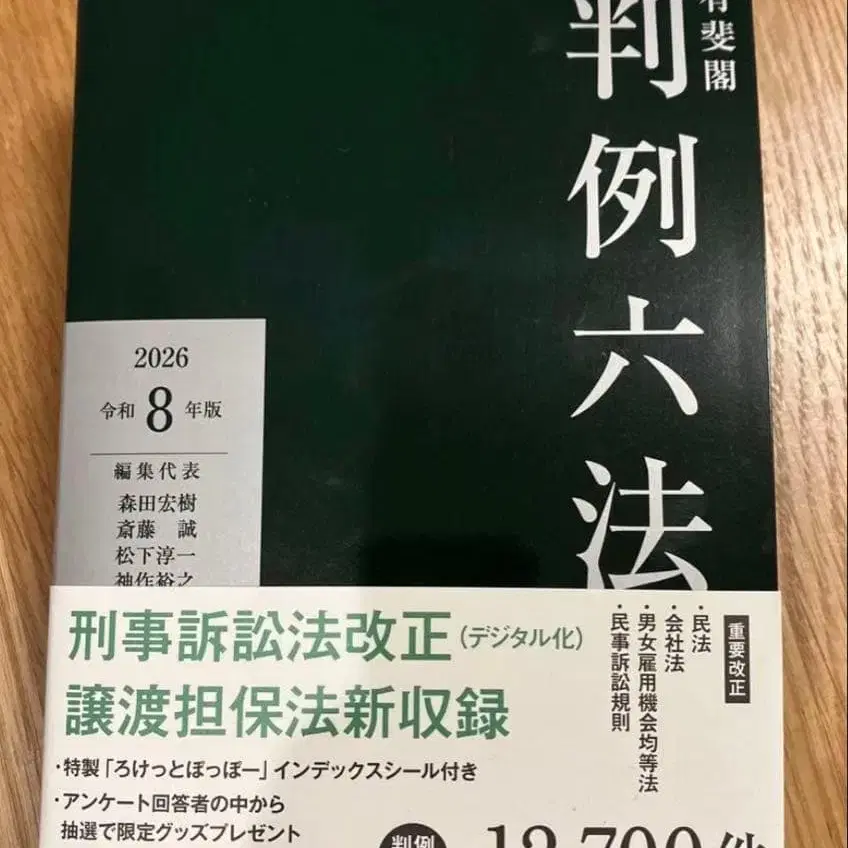 有斐閣
判例六法
2026
令和8年版
編集代表
森田宏樹
斎藤 誠
松下淳一
神作裕之
刑事訴訟法改正(デジタル化)
譲渡担保法新収録
重要改正
・民法
・会社法
・男女雇用機会均等法
・民事訴訟規則
・特製「ろけっとぽっぽー」インデックスシール付き
・アンケート回答者の中から
抽選で限定グッズプレゼント
判例
12,700件